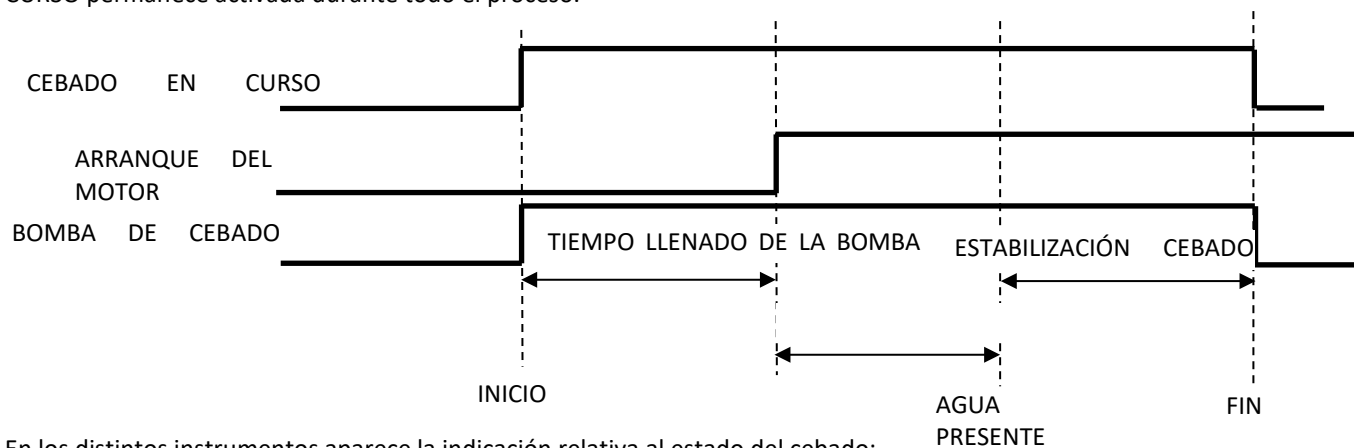 CURSO permanece activada durante todo el proceso.
CEBADO EN CURSO
ARRANQUE DEL
MOTOR
BOMBA DE CEBADO
TIEMPO LLENADO DE LA BOMBA
ESTABILIZACIÓN CEBADO
INICIO
AGUA
PRESENTE
FIN
En los distintos instrumentos aparece la indicación relativa al estado del cebado: